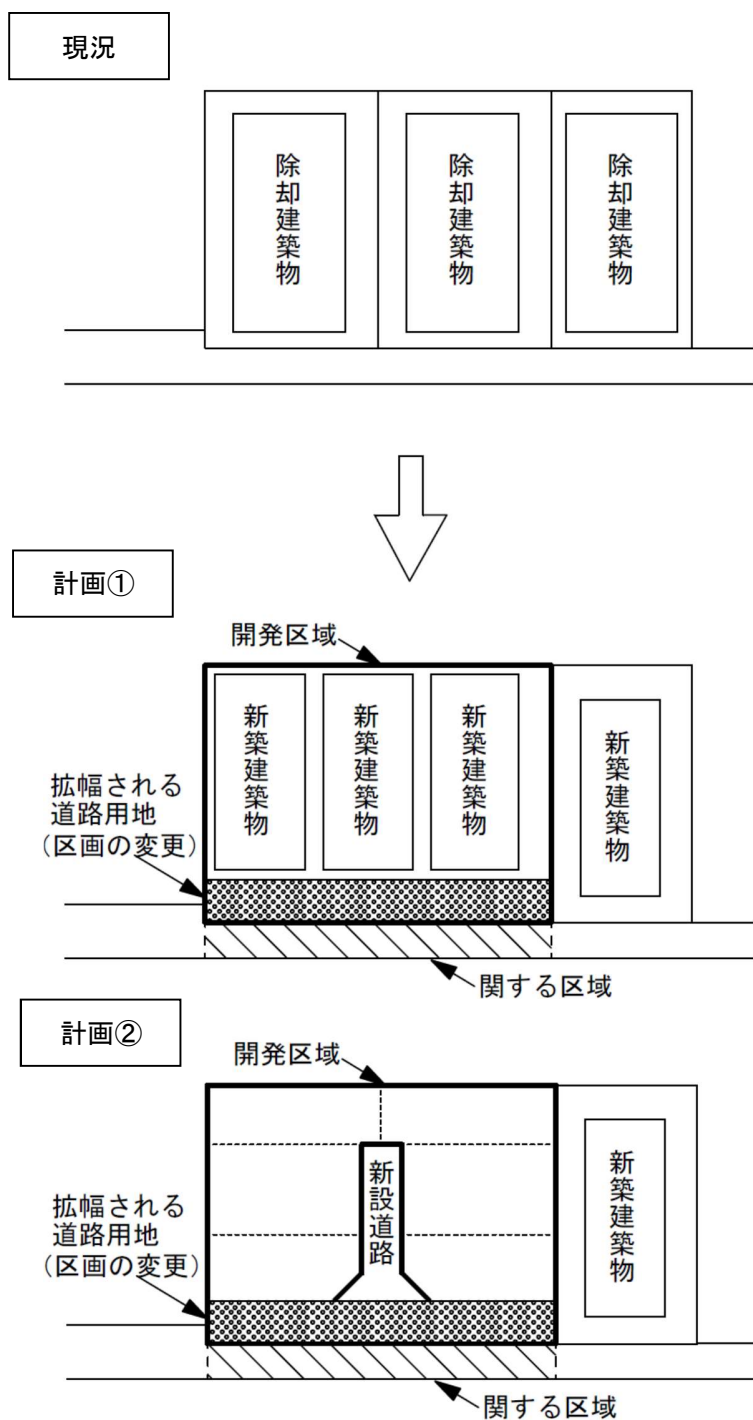 現況
除却建築物
除却建築物
除却建築物
計画①
開発区域
新築建築物
新築建築物
新築建築物
新築建築物
拡幅される
道路用地
（区画の変更）
関する区域
計画②
開発区域
新設道路
新築建築物
拡幅される
道路用地
（区画の変更）
関する区域